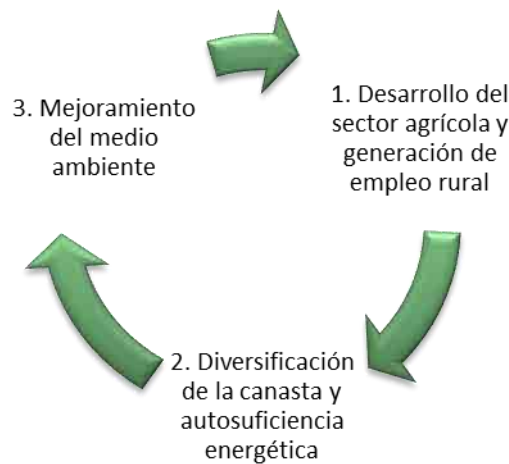 1. Desarrollo del
sector agrícola y
generación de
empleo rural
2. Diversificación
de la canasta y
autosuficiencia
energética
3. Mejoramiento
del medio
ambiente